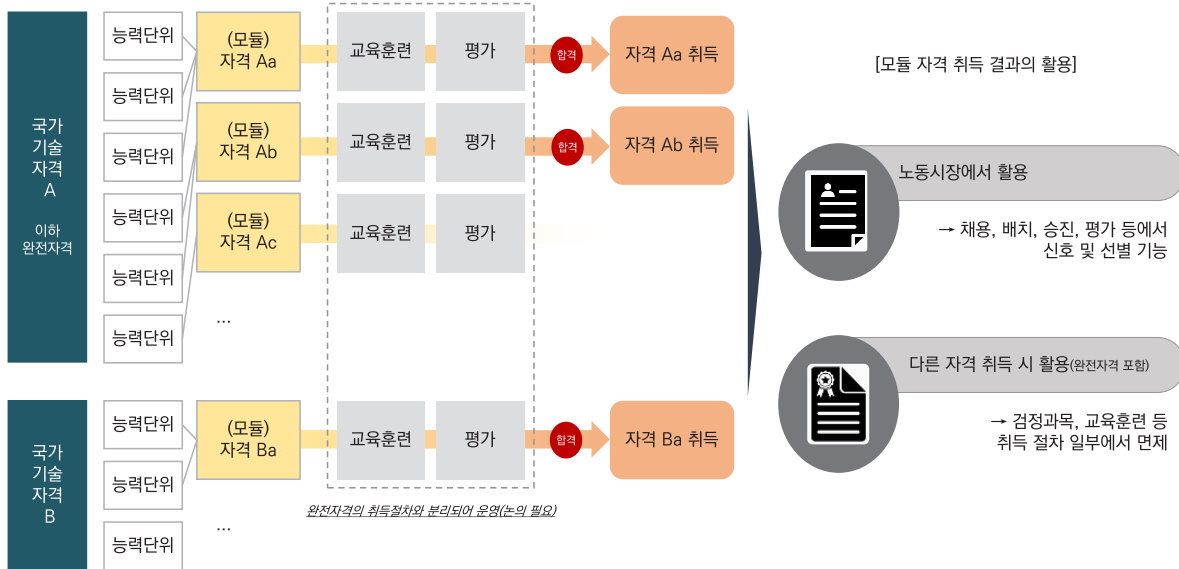 국가
기술
자격
A
이하
완전자격
능력단위
능력단위
능력단위
능력단위
능력단위
능력단위
(모듈)
자격 Aa
교육훈련
평가
합격
자격 Aa 취득
(모듈)
자격 Ab
교육훈련
평가
합격
자격 Ab 취득
(모듈)
자격 Ac
교육훈련
평가
...
국가
기술
자격
B
능력단위
능력단위
능력단위
(모듈)
자격 Ba
교육훈련
평가
합격
자격 Ba 취득
...
완전자격의 취득절차와 분리되어 운영(논의 필요)
[모듈 자격 취득 결과의 활용]
노동시장에서 활용
→ 채용, 배치, 승진, 평가 등에서
신호 및 선별 기능
다른 자격 취득 시 활용(완전자격 포함)
→ 검정과목, 교육훈련 등
취득 절차 일부에서 면제